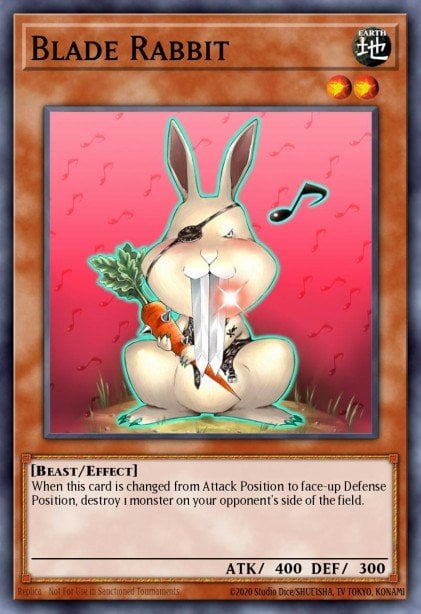 BLADE RABBIT
EARTH
地
[BEAST/EFFECT]
When this card is changed from Attack Position to face-up Defense
Position, destroy 1 monster on your opponent's side of the field.
ATK/ 400 DEF/ 300
Replica - Not For Use in Sanctioned Tournaments
©2020 Studio Dice/SHUEISHA, TV TOKYO, KONAMI